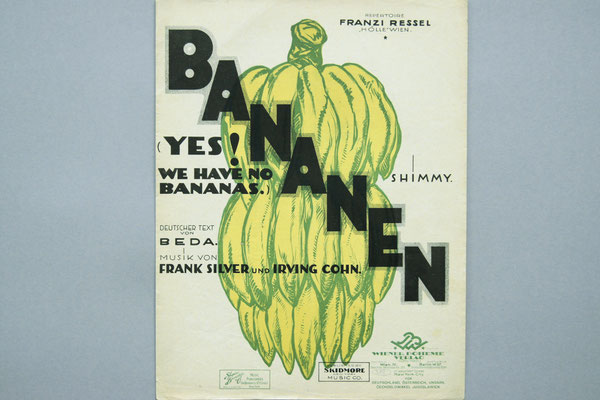 REPERTOIRE
FRANZI RESSEL
„HÖLLE" WIEN.
BANANEN
(YES!
WE HAVE NO
BANANAS.)
SHIMMY.
DEUTSCHER TEXT
VON
BEDA.
MUSIK VON
FRANK SILVER UND IRVING COHN.
WIENER BOHEME
VERLAG
SKIDMORE
MUSIC CO.